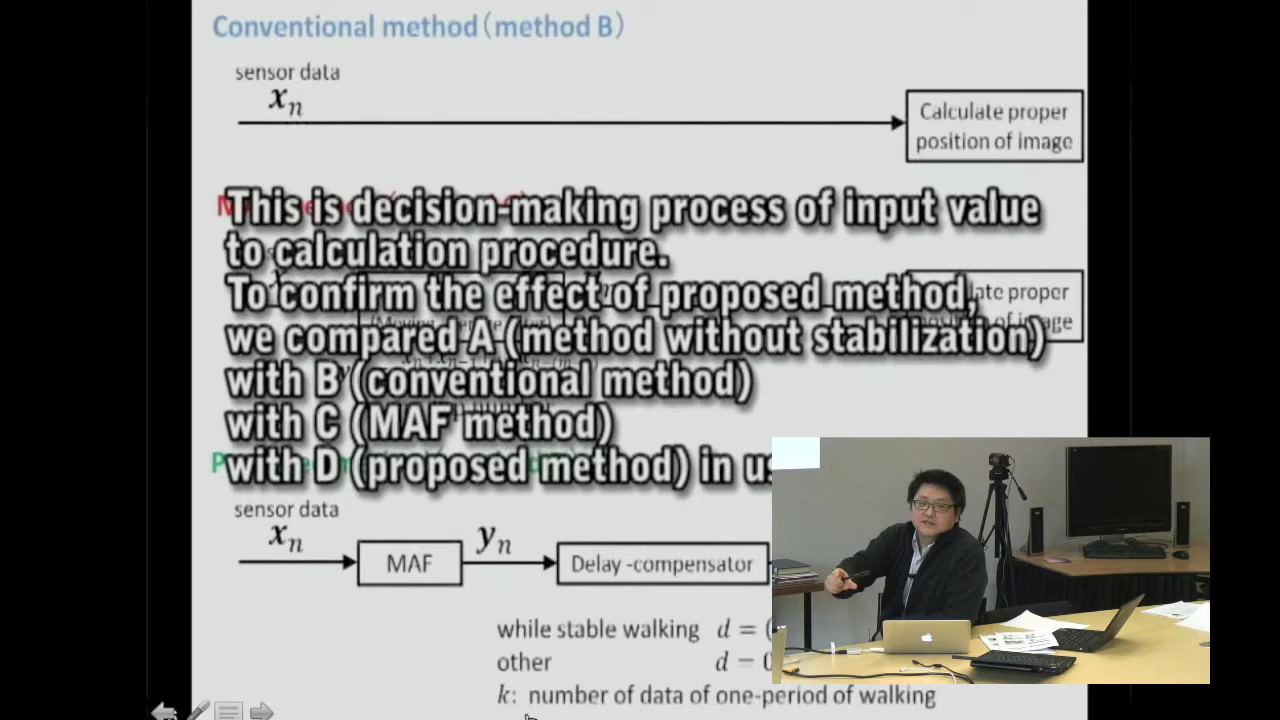 Conventional method（method B）
sensor data
xₙ
Calculate proper
position of image
This is decision-making process of input value
to calculation procedure.
To confirm the effect of proposed method,
we compared A (method without stabilization)
with B (conventional method)
with C (MAF method)
with D (proposed method) in
sensor data
xₙ
MAF
yₙ
Delay -compensator
while stable walking d =
other d = 0
k: number of data of one-period of walking